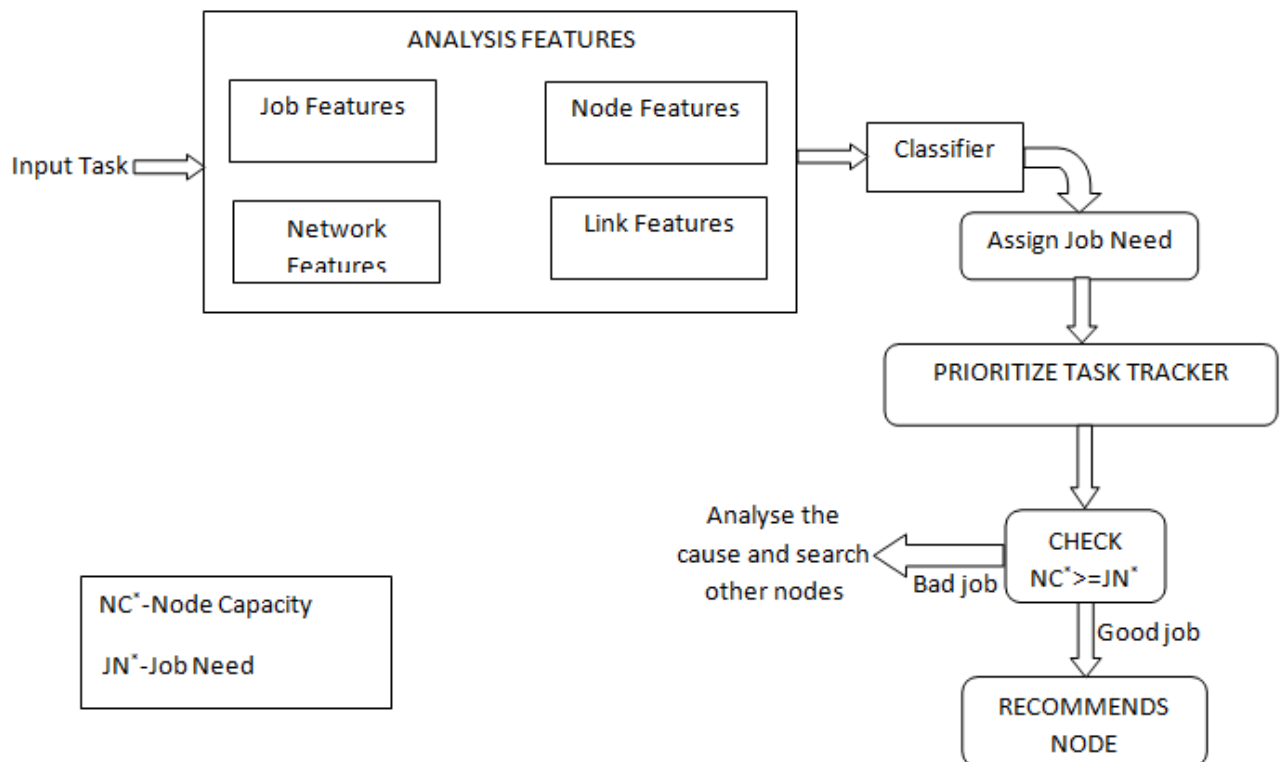 ANALYSIS FEATURES
Job Features
Node Features
Input Task
Network
Features
Link Features
Classifier
Assign Job Need
PRIORITIZE TASK TRACKER
CHECK
NC*>=JN*
Bad job
Analyse the
cause and search
other nodes
Good job
RECOMMENDS
NODE
NC*-Node Capacity
JN*-Job Need